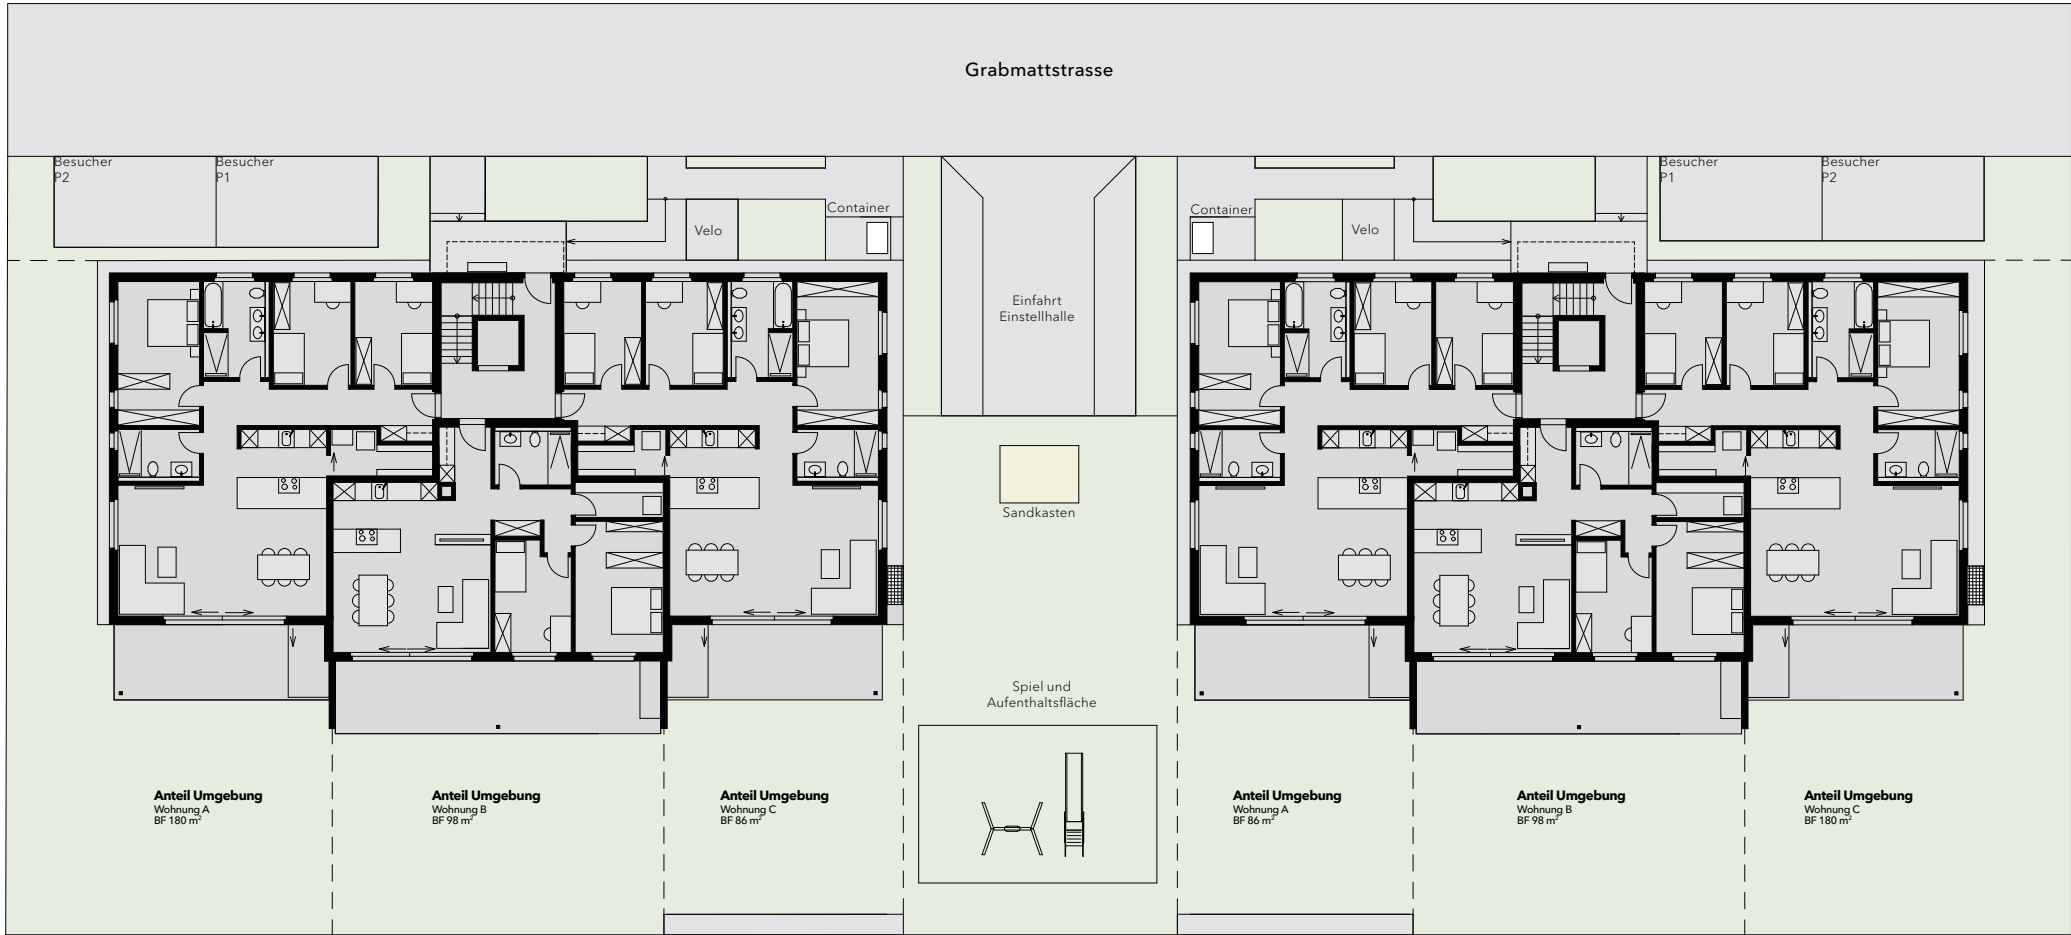 Grabmattstrasse
Besucher
P2
Besucher
P1
Besucher
P1
Besucher
P2
Container
Velo
Container
Velo
Einfahrt
Einstellhalle
Sandkasten
Spiel und
Aufenthaltsfläche
Anteil Umgebung
Wohnung A
BF 180 m²
Anteil Umgebung
Wohnung B
BF 98 m²
Anteil Umgebung
Wohnung C
BF 86 m²
Anteil Umgebung
Wohnung A
BF 86 m²
Anteil Umgebung
Wohnung B
BF 98 m²
Anteil Umgebung
Wohnung C
BF 180 m²